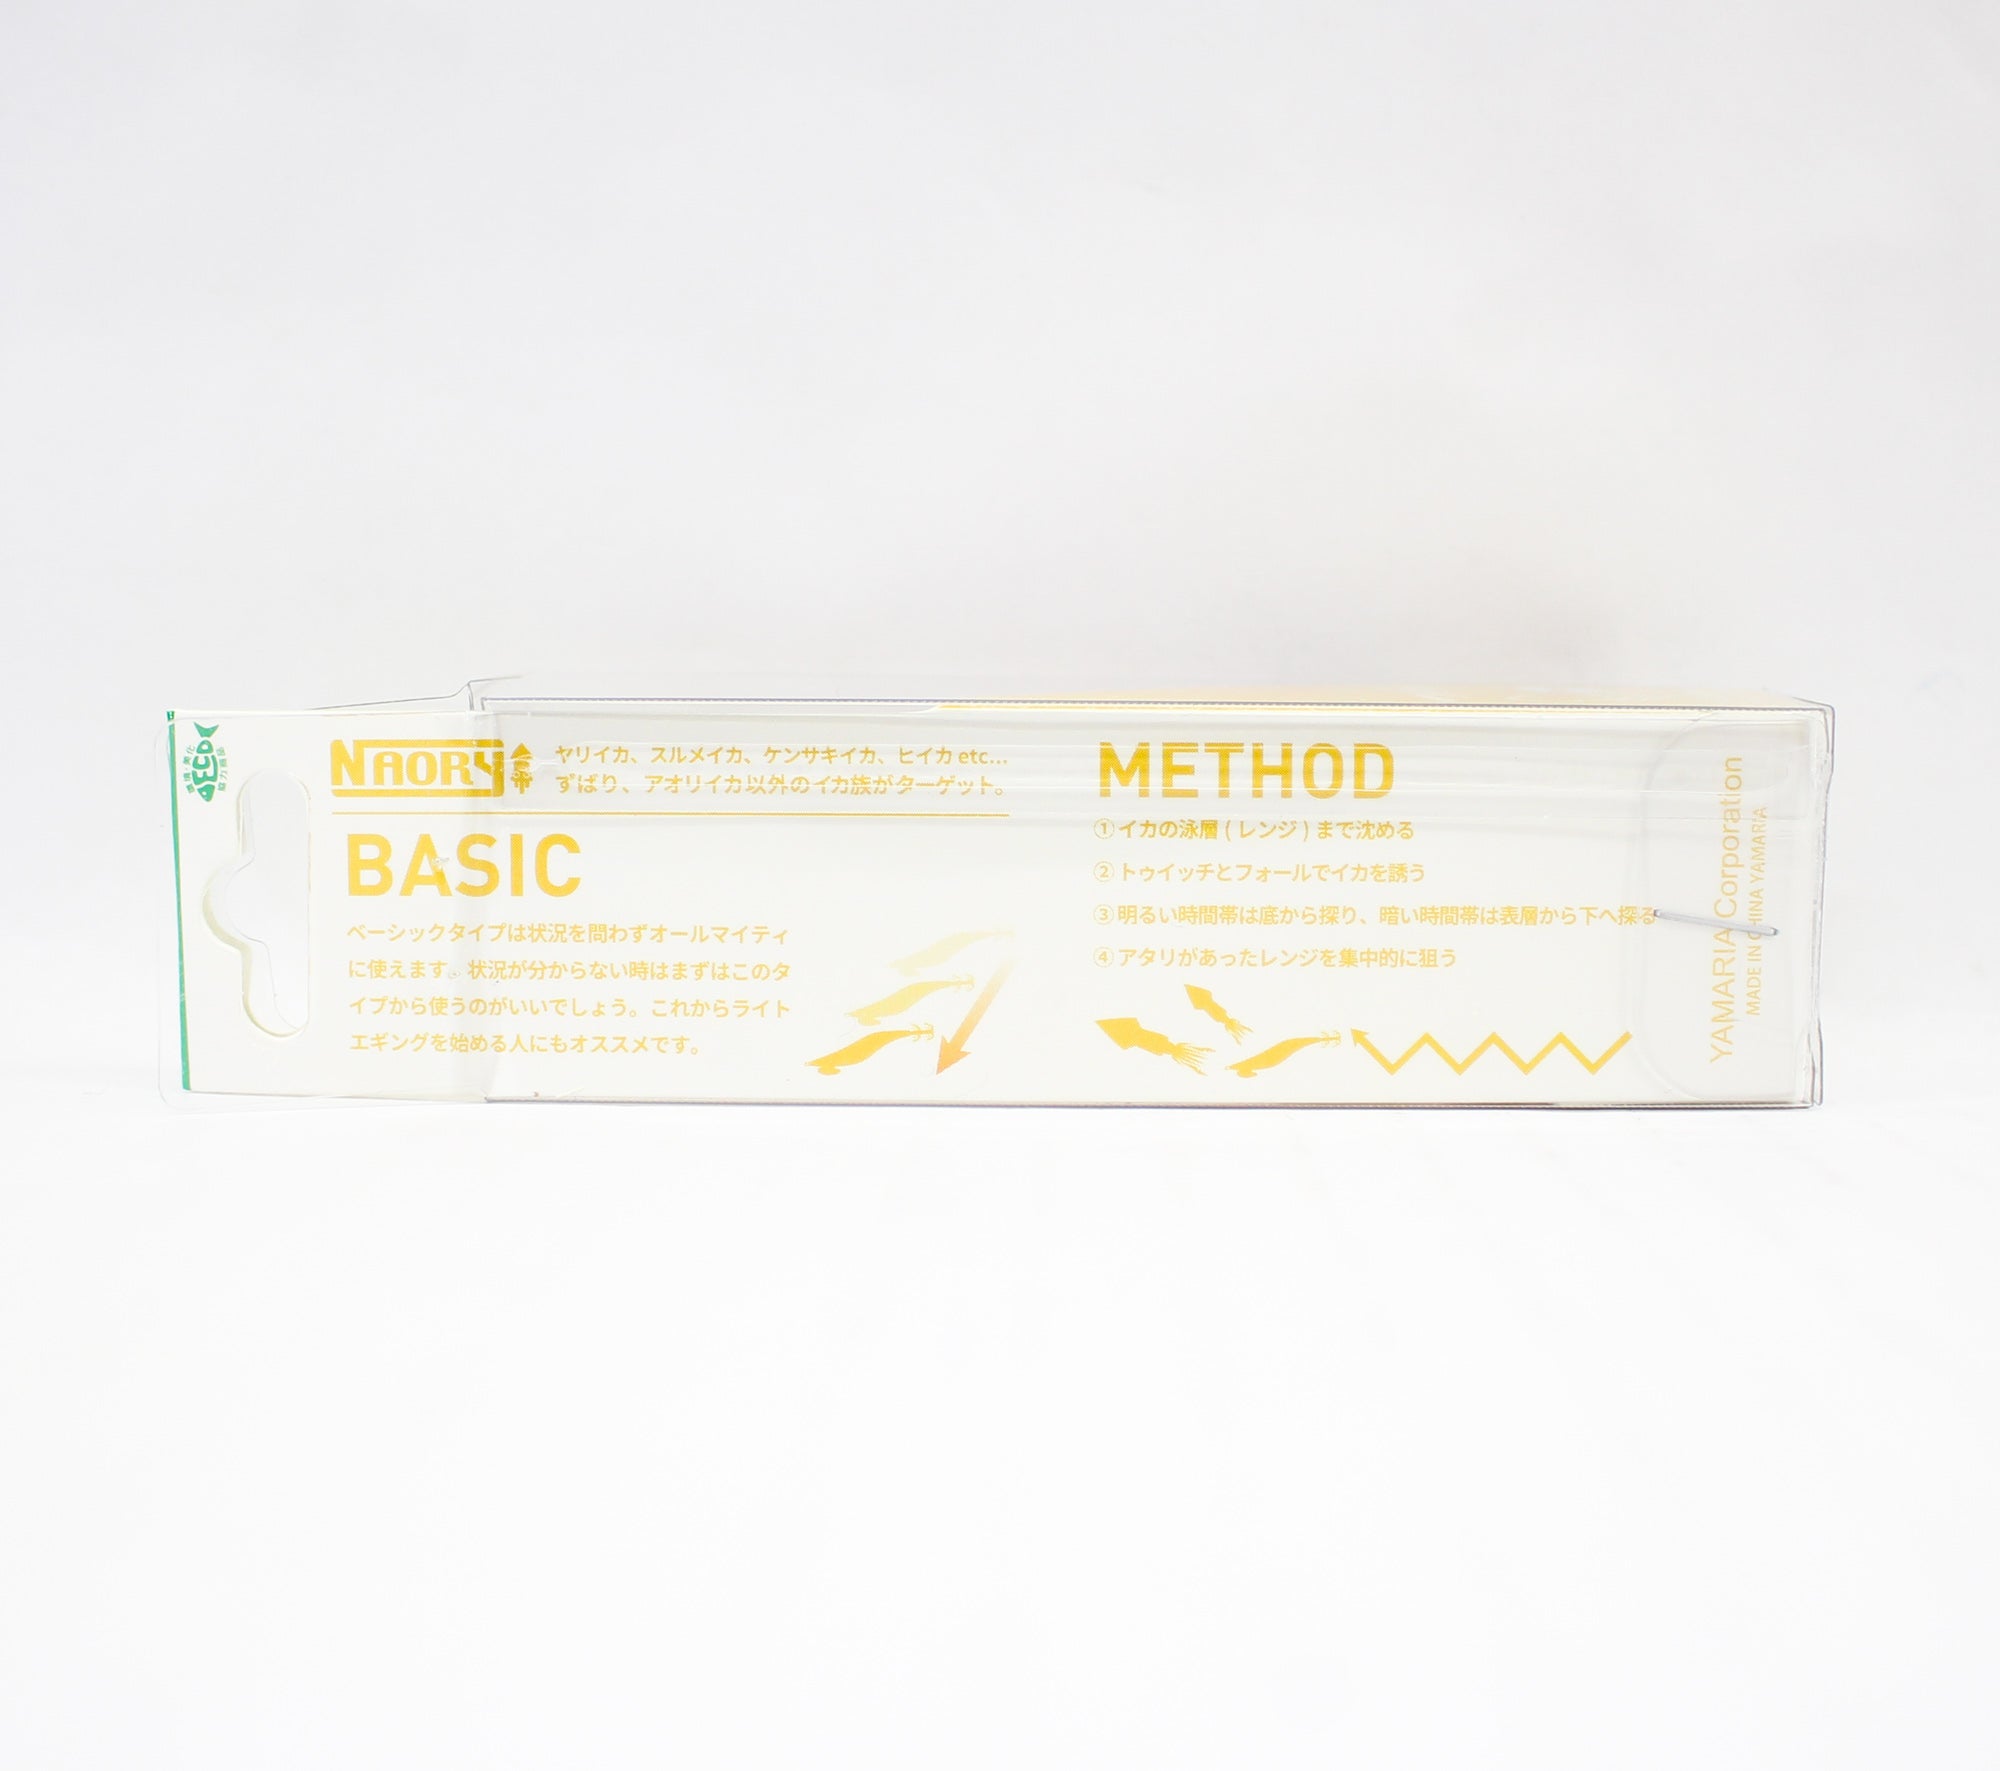 環境・美化
ECO
協力商品
NAORY
ヤリイカ、スルメイカ、ケンサキイカ、ヒイカ etc...
ずばり、アオリイカ以外のイカ族がターゲット。
BASIC
ベーシックタイプは状況を問わずオールマイティ
に使えます。状況が分からない時はまずはこのタ
イプから使うのがいいでしょう。これからライト
エギングを始める人にもオススメです。
METHOD
①イカの泳層 ( レンジ ) まで沈める
②トゥイッチとフォールでイカを誘う
③明るい時間帯は底から探り、暗い時間帯は表層から下へ探る
④アタリがあったレンジを集中的に狙う
YAMARIA Corporation
MADE IN CHINA YAMARIA